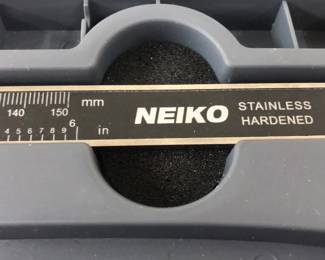 140 150 mm NEIKO STAINLESS
HARDENED
4 5 6 7 8 9 6 in